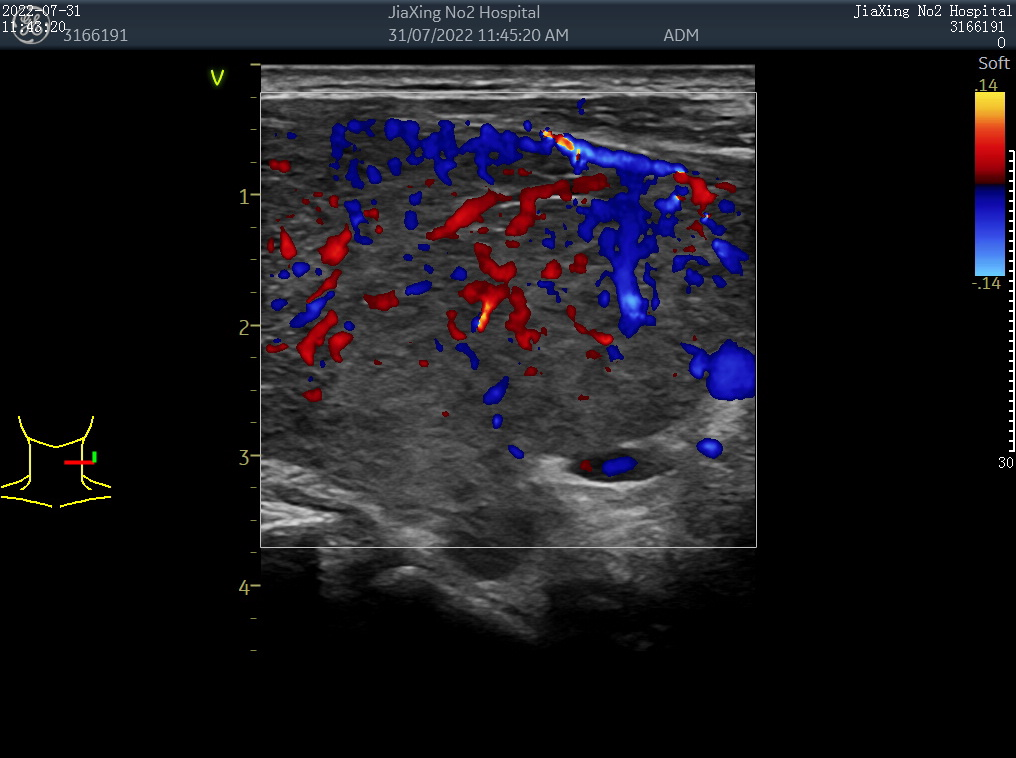 2022-07-31
11:43:20
3166191
JiaXing No2 Hospital
31/07/2022 11:45:20 AM
ADM
JiaXing No2 Hospital
3166191
0
Soft
.14
-.14
V
1
2
3
4
30